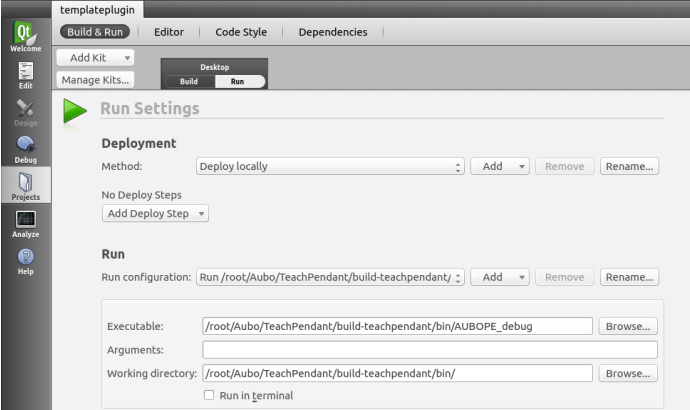 templateplugin
Qt
Welcome
Build & Run
Editor
Code Style
Dependencies
Edit
Add Kit
Manage Kits...
Desktop
Build
Run
Design
Run Settings
Debug
Deployment
Method:
Deploy locally
Add
Remove
Rename...
Projects
No Deploy Steps
Add Deploy Step
Analyze
Help
Run
Run configuration:
Run /root/Aubo/TeachPendant/build-teachpendant/
Add
Remove
Rename...
Executable:
/root/Aubo/TeachPendant/build-teachpendant/bin/AUBOPE_debug
Browse...
Arguments:
Working directory:
/root/Aubo/TeachPendant/build-teachpendant/bin/
Browse...
Run in terminal